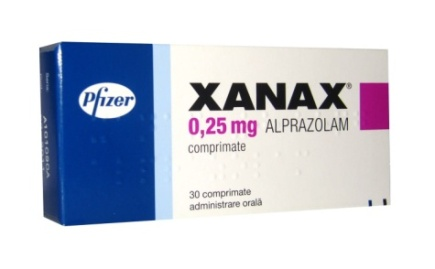 Pfizer
XANAX®
0,25 mg ALPRAZOLAM
comprimate
30 comprimate
administrare orală